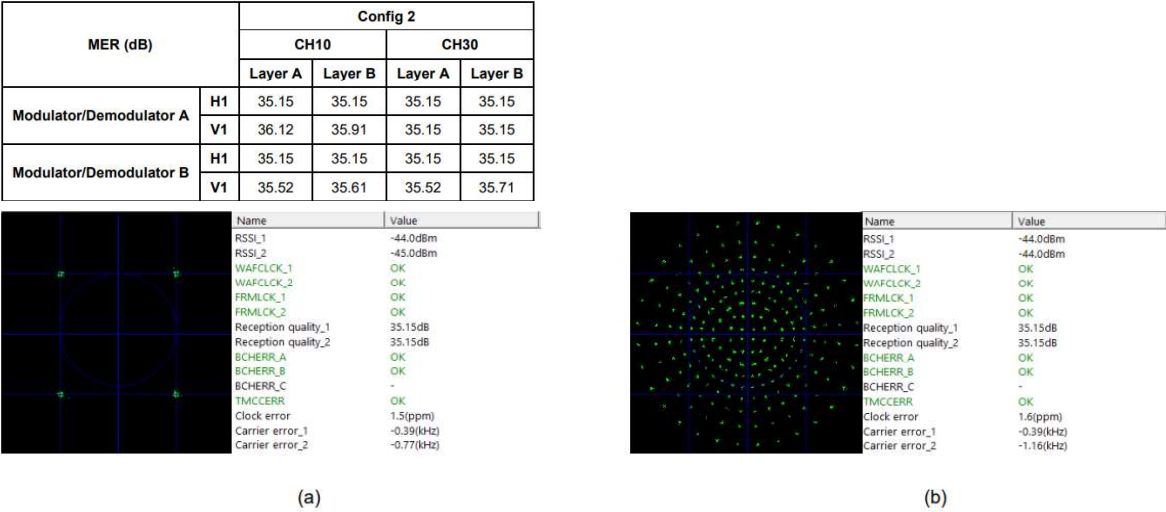 MER (dB) Config 2
CH10 CH30
Layer A Layer B Layer A Layer B
Modulator/Demodulator A H1 35.15 35.15 35.15 35.15
V1 36.12 35.91 35.15 35.15
Modulator/Demodulator B H1 35.15 35.15 35.15 35.15
V1 35.52 35.61 35.52 35.71
Name Value
RSSI_1 -44.0dBm
RSSI_2 -45.0dBm
WAFCLCK_1 OK
WAFCLCK_2 OK
FRMLCK_1 OK
FRMLCK_2 OK
Reception quality_1 35.15dB
Reception quality_2 35.15dB
BCHERR_A OK
BCHERR_B OK
BCHERR_C -
TMCCERR OK
Clock error 1.5(ppm)
Carrier error_1 -0.39(kHz)
Carrier error_2 -0.77(kHz)
(a)
Name Value
RSSI_1 -44.0dBm
RSSI_2 -44.0dBm
WAFCLCK_1 OK
WAFCLCK_2 OK
FRMLCK_1 OK
FRMLCK_2 OK
Reception quality_1 35.15dB
Reception quality_2 35.15dB
BCHERR_A OK
BCHERR_B OK
BCHERR_C -
TMCCERR OK
Clock error 1.6(ppm)
Carrier error_1 -0.39(kHz)
Carrier error_2 -1.16(kHz)
(b)